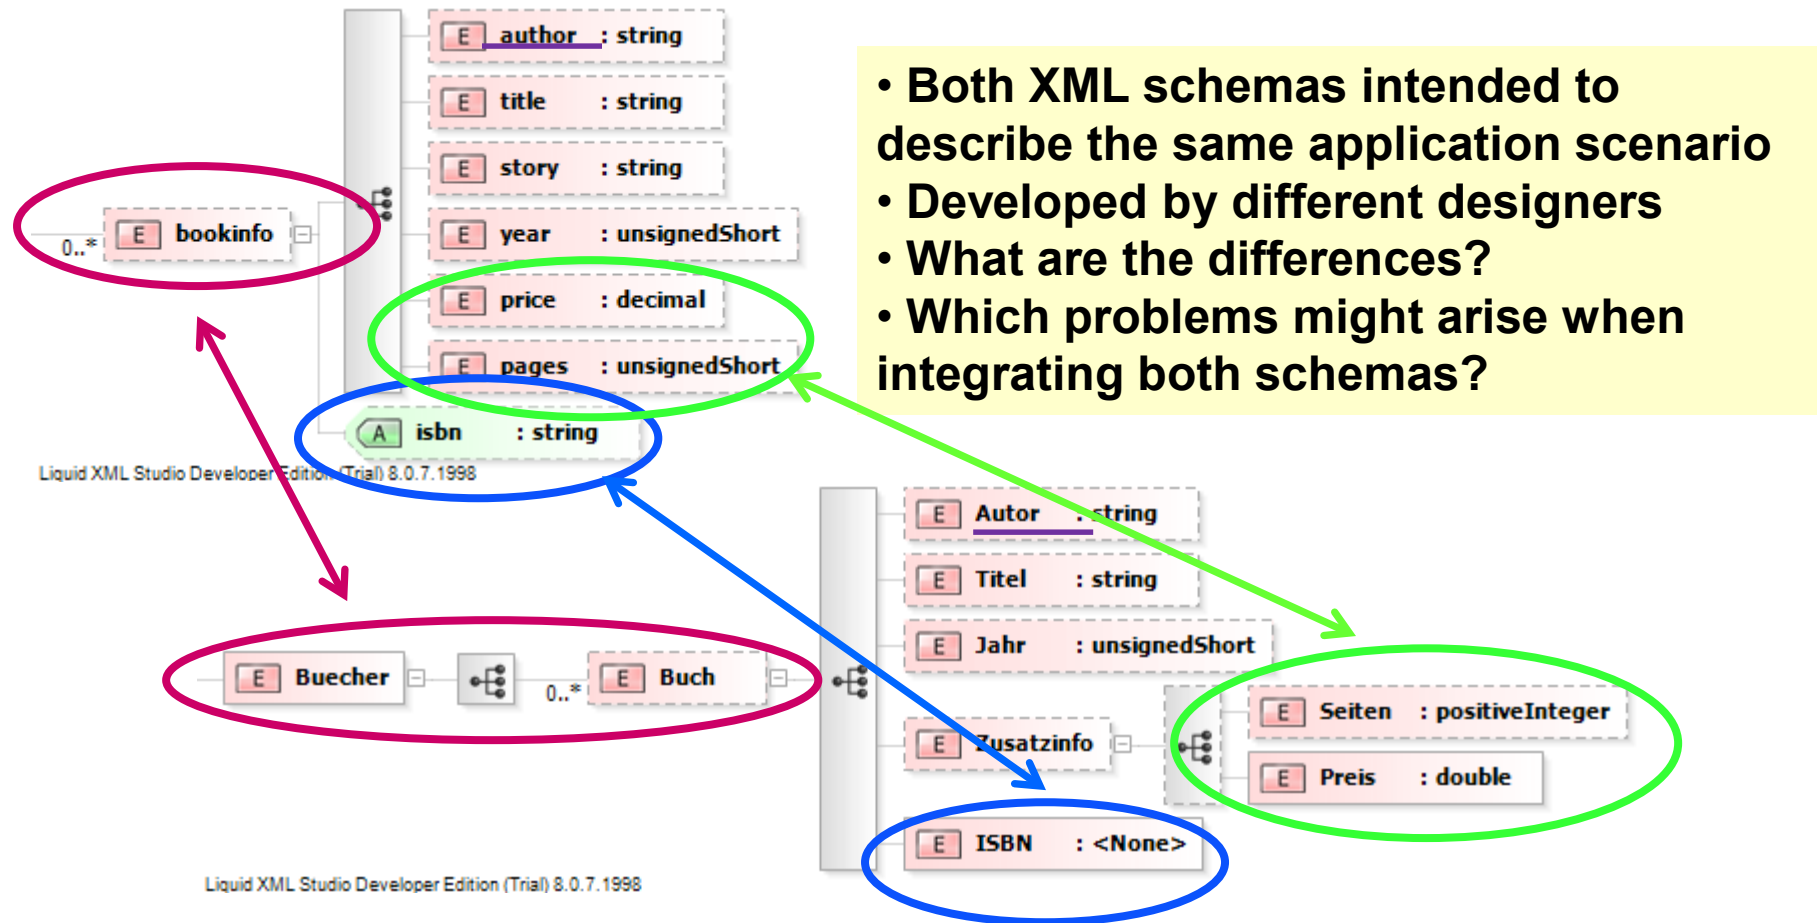 E author : string
E title : string
E story : string
E year : unsignedShort
0..* E bookinfo
E price : decimal
E pages : unsignedShort
A isbn : string
Liquid XML Studio Developer Edition (Trial) 8.0.7.1998
• Both XML schemas intended to
describe the same application scenario
• Developed by different designers
• What are the differences?
• Which problems might arise when
integrating both schemas?
E Autor : string
E Titel : string
E Jahr : unsignedShort
E Buecher
0..* E Buch
E Zusatzinfo
E Seiten : positiveInteger
E Preis : double
E ISBN : <None>
Liquid XML Studio Developer Edition (Trial) 8.0.7.1998